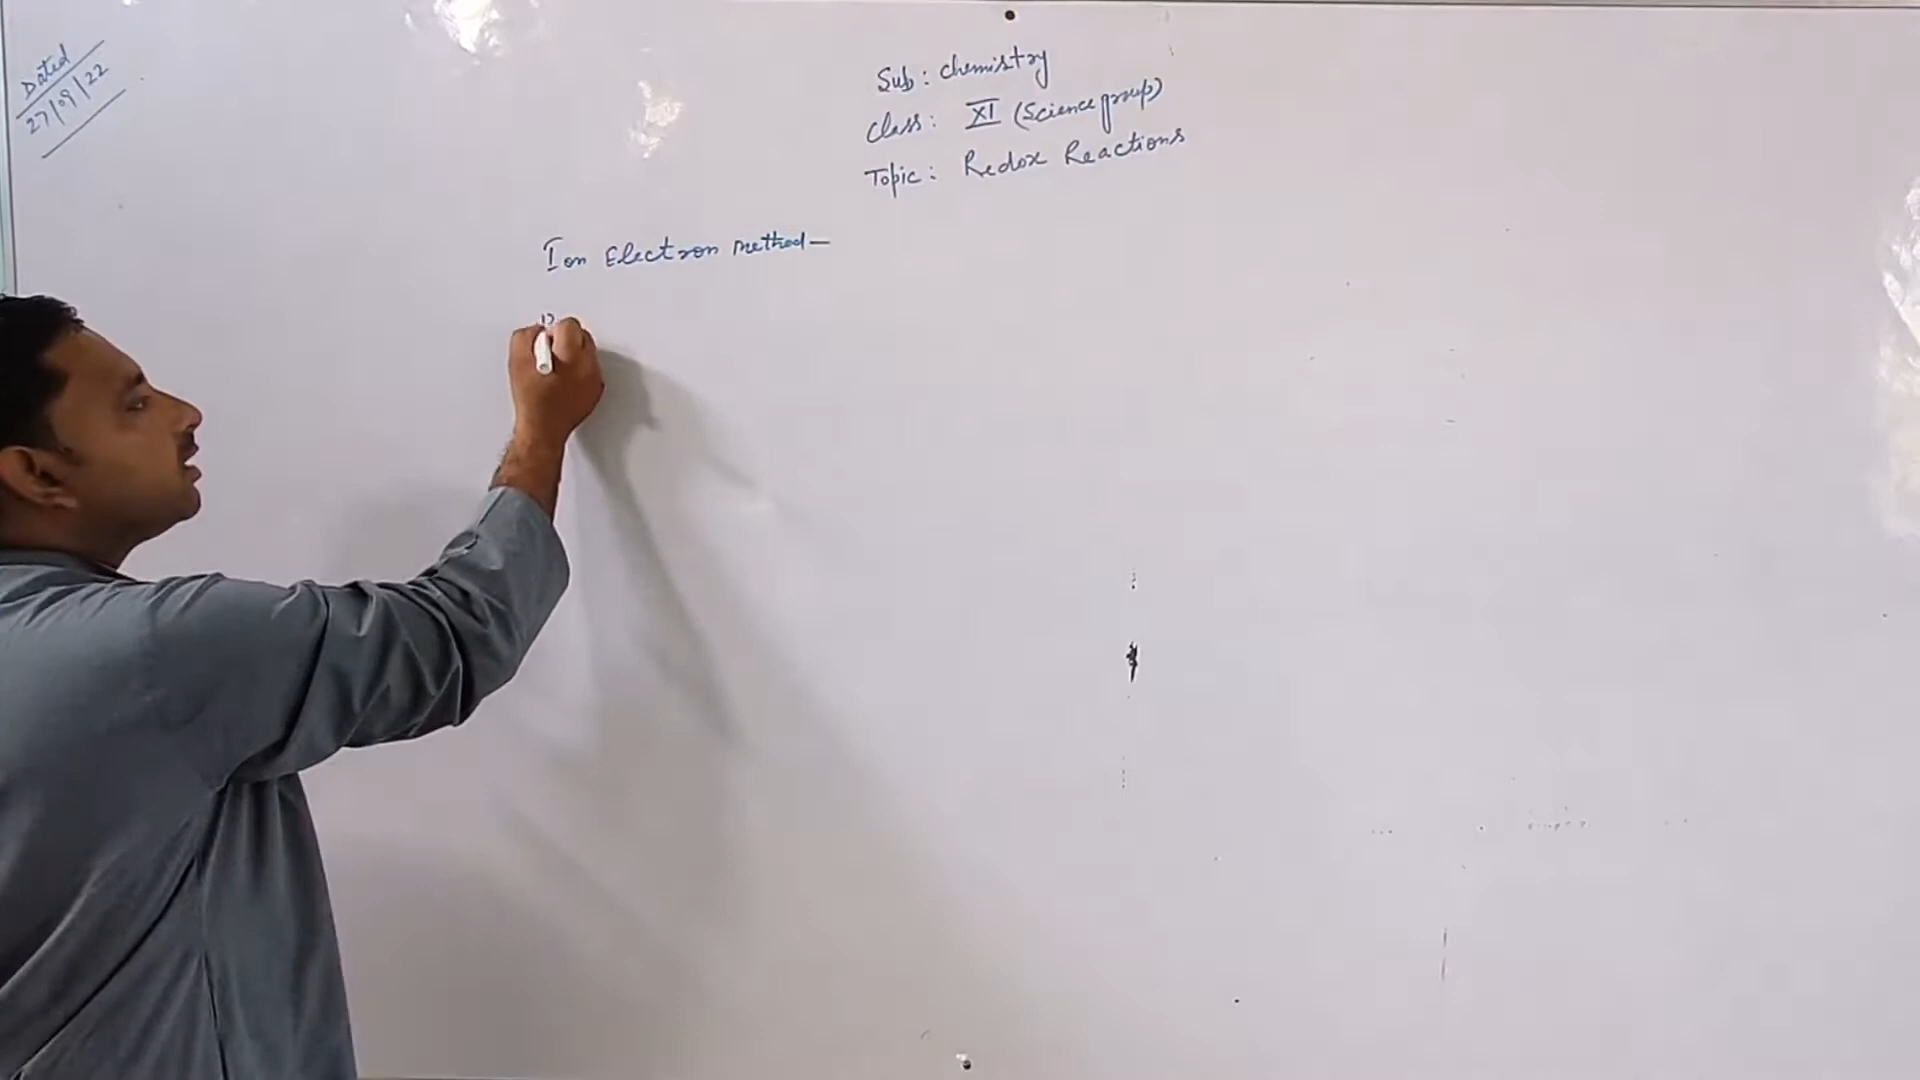 Dated
27/09/22
Sub: Chemistry
Class: XI (Science group)
Topic: Redox Reactions
Ion Electron method—